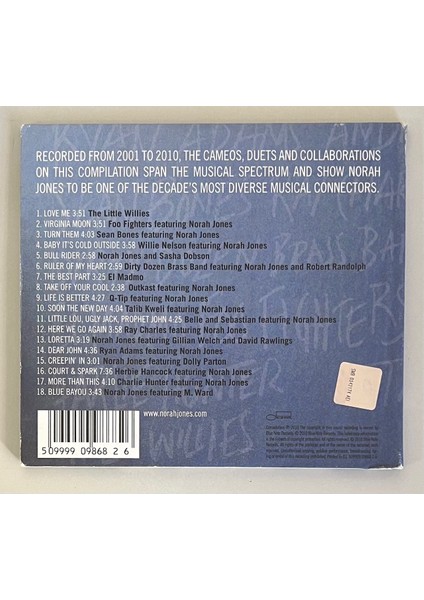 RYAN ADAMS AND
RECORDED FROM 2001 TO 2010, THE CAMEOS, DUETS AND COLLABORATIONS
ON THIS COMPILATION SPAN THE MUSICAL SPECTRUM AND SHOW NORAH
JONES TO BE ONE OF THE DECADE'S MOST DIVERSE MUSICAL CONNECTORS.
1. LOVE ME 3:51 The Little Willies
2. VIRGINIA MOON 3:51 Foo Fighters featuring Norah Jones
3. TURN THEM 4:03 Sean Bones featuring Norah Jones
4. BABY IT'S COLD OUTSIDE 3:58 Willie Nelson featuring Norah Jones
5. BULL RIDER 2:58 Norah Jones and Sasha Dobson
6. RULER OF MY HEART 2:59 Dirty Dozen Brass Band featuring Norah Jones and Robert Randolph
7. THE BEST PART 3:25 El Madmo
8. TAKE OFF YOUR COOL 2:38 Outkast featuring Norah Jones
9. LIFE IS BETTER 4:27 Q-Tip featuring Norah Jones
10. SOON THE NEW DAY 4:04 Talib Kweli featuring Norah Jones
11. LITTLE LOU, UGLY JACK, PROPHET JOHN 4:25 Belle and Sebastian featuring Norah Jones
12. HERE WE GO AGAIN 3:58 Ray Charles featuring Norah Jones
13. LORETTA 3:19 Norah Jones featuring Gillian Welch and David Rawlings
14. DEAR JOHN 4:36 Ryan Adams featuring Norah Jones
15. CREEPIN' IN 3:01 Norah Jones featuring Dolly Parton
16. COURT & SPARK 7:36 Herbie Hancock featuring Norah Jones
17. MORE THAN THIS 4:10 Charlie Hunter featuring Norah Jones
18. BLUE BAYOU 3:43 Norah Jones featuring M. Ward
www.norahjones.com
5 09999 09868 2 6
WILLIES